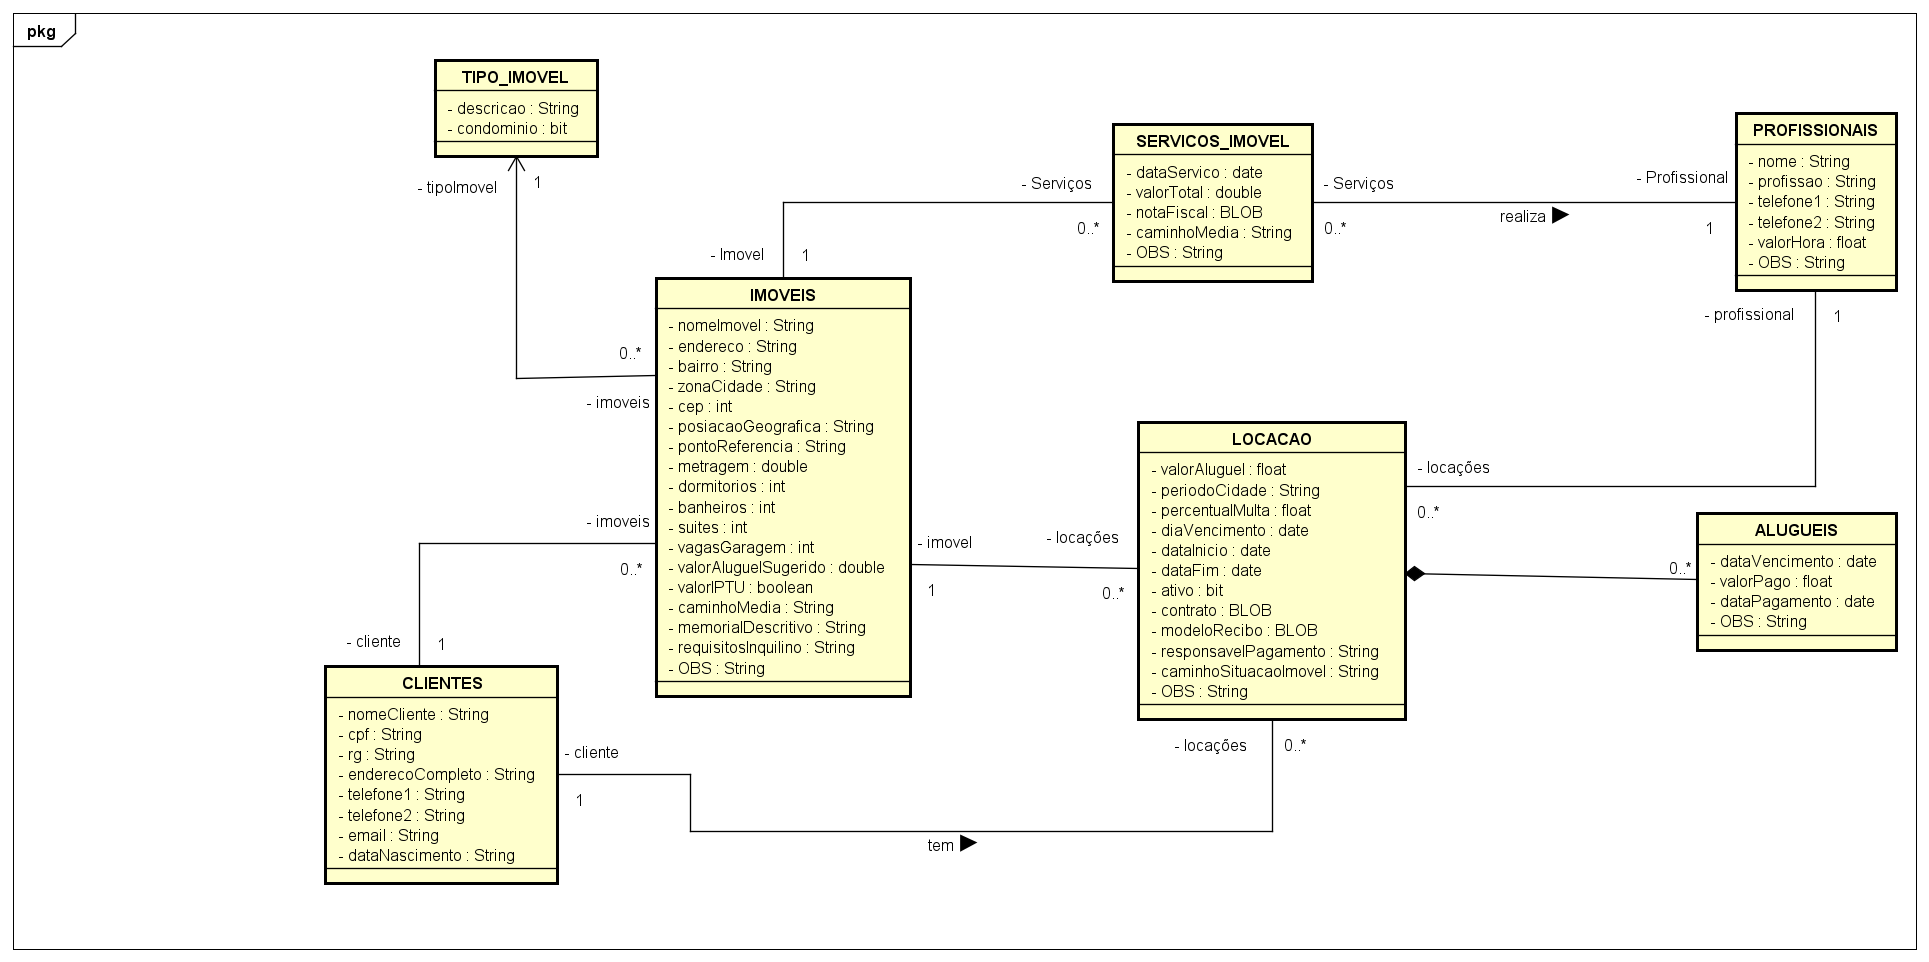 pkg
TIPO_IMOVEL
- descricao : String
- condominio : bit
- tipoImovel
1
0..*
- imoveis
SERVICOS_IMOVEL
- dataServico : date
- valorTotal : double
- notaFiscal : BLOB
- caminhoMedia : String
- OBS : String
- Serviços
0..*
- Imovel
1
- Serviços
0..*
realiza
- Profissional
1
PROFISSIONAIS
- nome : String
- profissao : String
- telefone1 : String
- telefone2 : String
- valorHora : float
- OBS : String
- profissional
1
IMOVEIS
- nomeImovel : String
- endereco : String
- bairro : String
- zonaCidade : String
- cep : int
- posiacaoGeografica : String
- pontoReferencia : String
- metragem : double
- dormitorios : int
- banheiros : int
- suites : int
- vagasGaragem : int
- valorAluguelSugerido : double
- valorIPTU : boolean
- caminhoMedia : String
- memorialDescritivo : String
- requisitosInquilino : String
- OBS : String
- imoveis
0..*
- cliente
1
- imovel
1
- locações
0..*
LOCACAO
- valorAluguel : float
- periodoCidade : String
- percentualMulta : float
- diaVencimento : date
- dataInicio : date
- dataFim : date
- ativo : bit
- contrato : BLOB
- modeloRecibo : BLOB
- responsavelPagamento : String
- caminhoSituacaoImovel : String
- OBS : String
- locações
0..*
0..*
ALUGUEIS
- dataVencimento : date
- valorPago : float
- dataPagamento : date
- OBS : String
CLIENTES
- nomeCliente : String
- cpf : String
- rg : String
- enderecoCompleto : String
- telefone1 : String
- telefone2 : String
- email : String
- dataNascimento : String
- cliente
1
tem
- locações
0..*